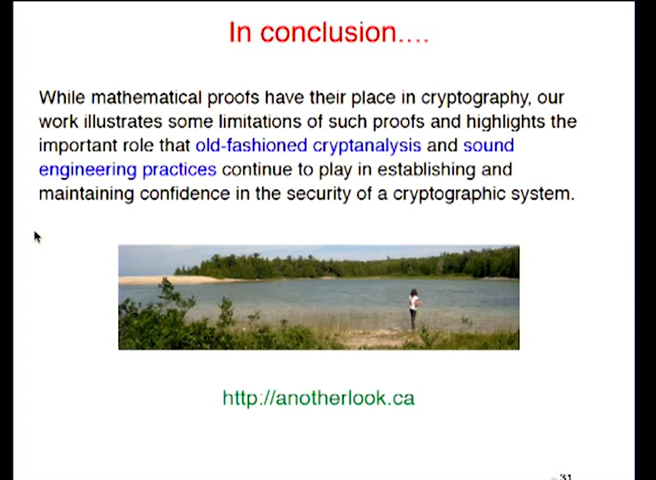 In conclusion....
While mathematical proofs have their place in cryptography, our
work illustrates some limitations of such proofs and highlights the
important role that old-fashioned cryptanalysis and sound
engineering practices continue to play in establishing and
maintaining confidence in the security of a cryptographic system.
http://anotherlook.ca
– 31